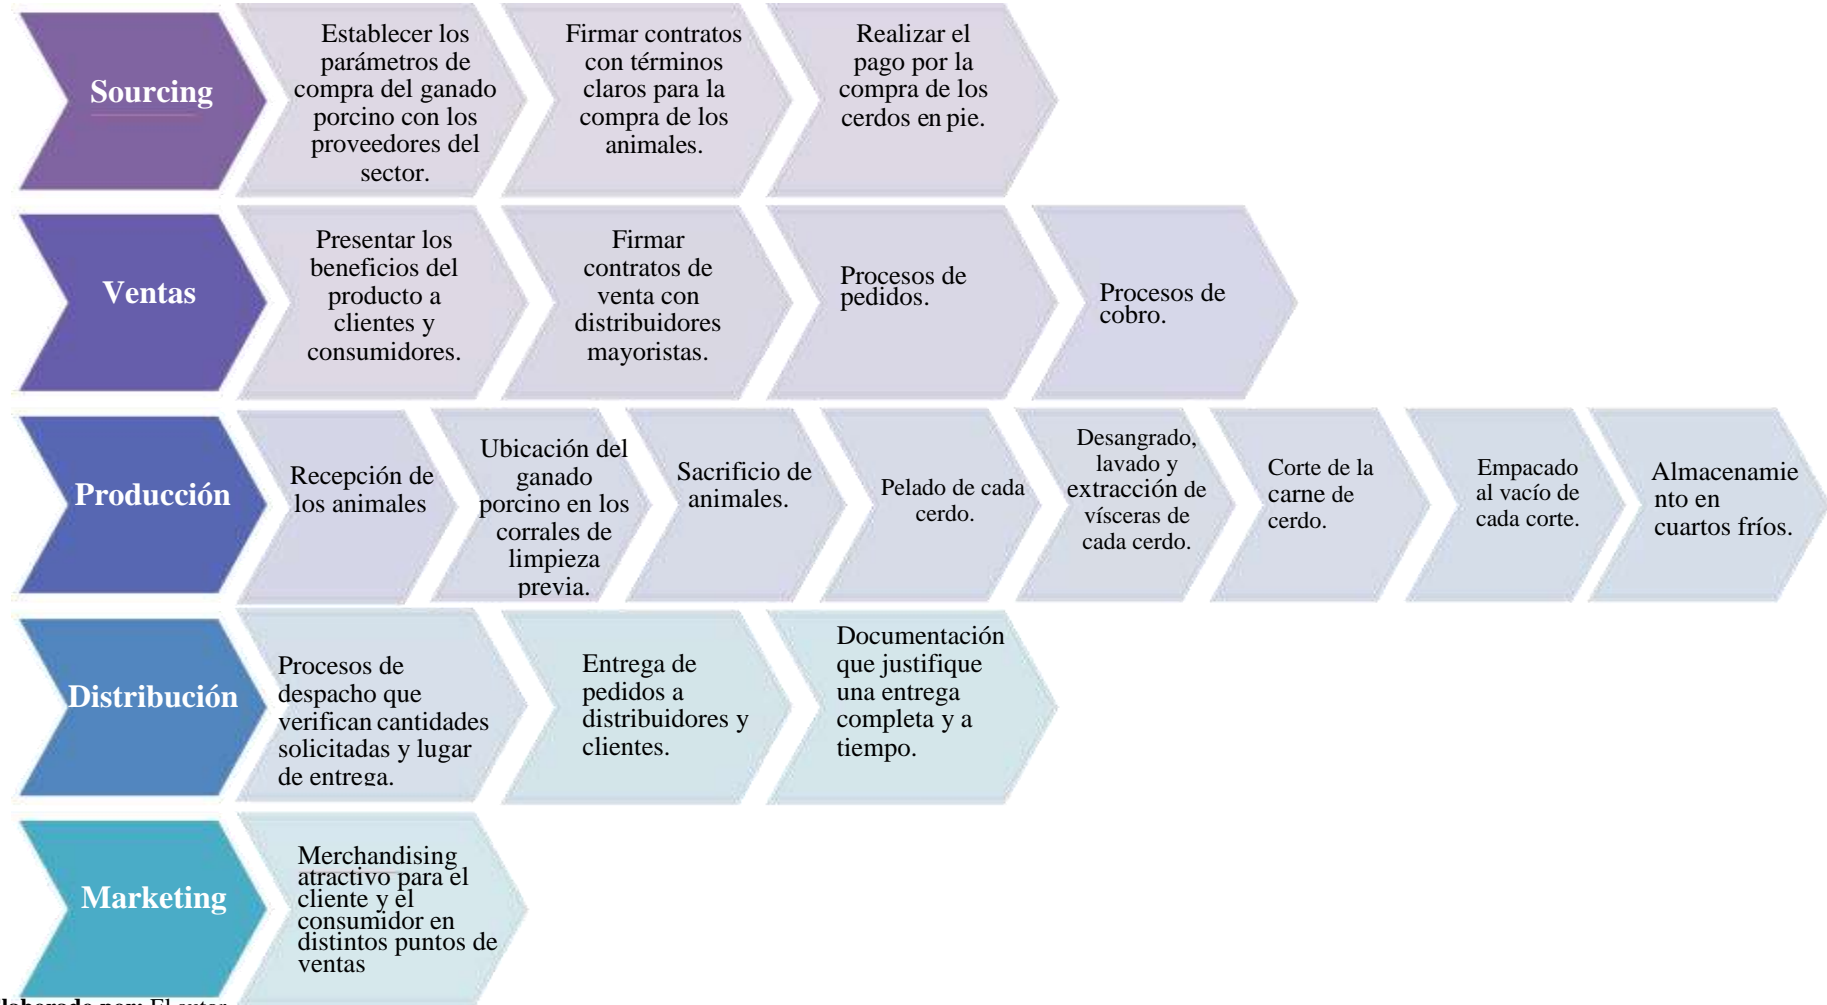 Sourcing
Establecer los
parámetros de
compra del ganado
porcino con los
proveedores del
sector.
Firmar contratos
con términos
claros para la
compra de los
animales.
Realizar el
pago por la
compra de los
cerdos en pie.
Ventas
Presentar los
beneficios del
producto a
clientes y
consumidores.
Firmar
contratos de
venta con
distribuidores
mayoristas.
Procesos de
pedidos.
Procesos de
cobro.
Producción
Recepción de
los animales
Ubicación del
ganado
porcino en los
corrales de
limpieza
previa.
Sacrificio de
animales.
Pelado de cada
cerdo.
Desangrado,
lavado y
extracción de
vísceras de
cada cerdo.
Corte de la
carne de
cerdo.
Empacado
al vacío de
cada corte.
Almacenamie
nto en
cuartos fríos.
Distribución
Procesos de
despacho que
verifican cantidades
solicitadas y lugar
de entrega.
Entrega de
pedidos a
distribuidores y
clientes.
Documentación
que justifique
una entrega
completa y a
tiempo.
Marketing
Merchandising
atractivo para el
cliente y el
consumidor en
distintos puntos de
ventas